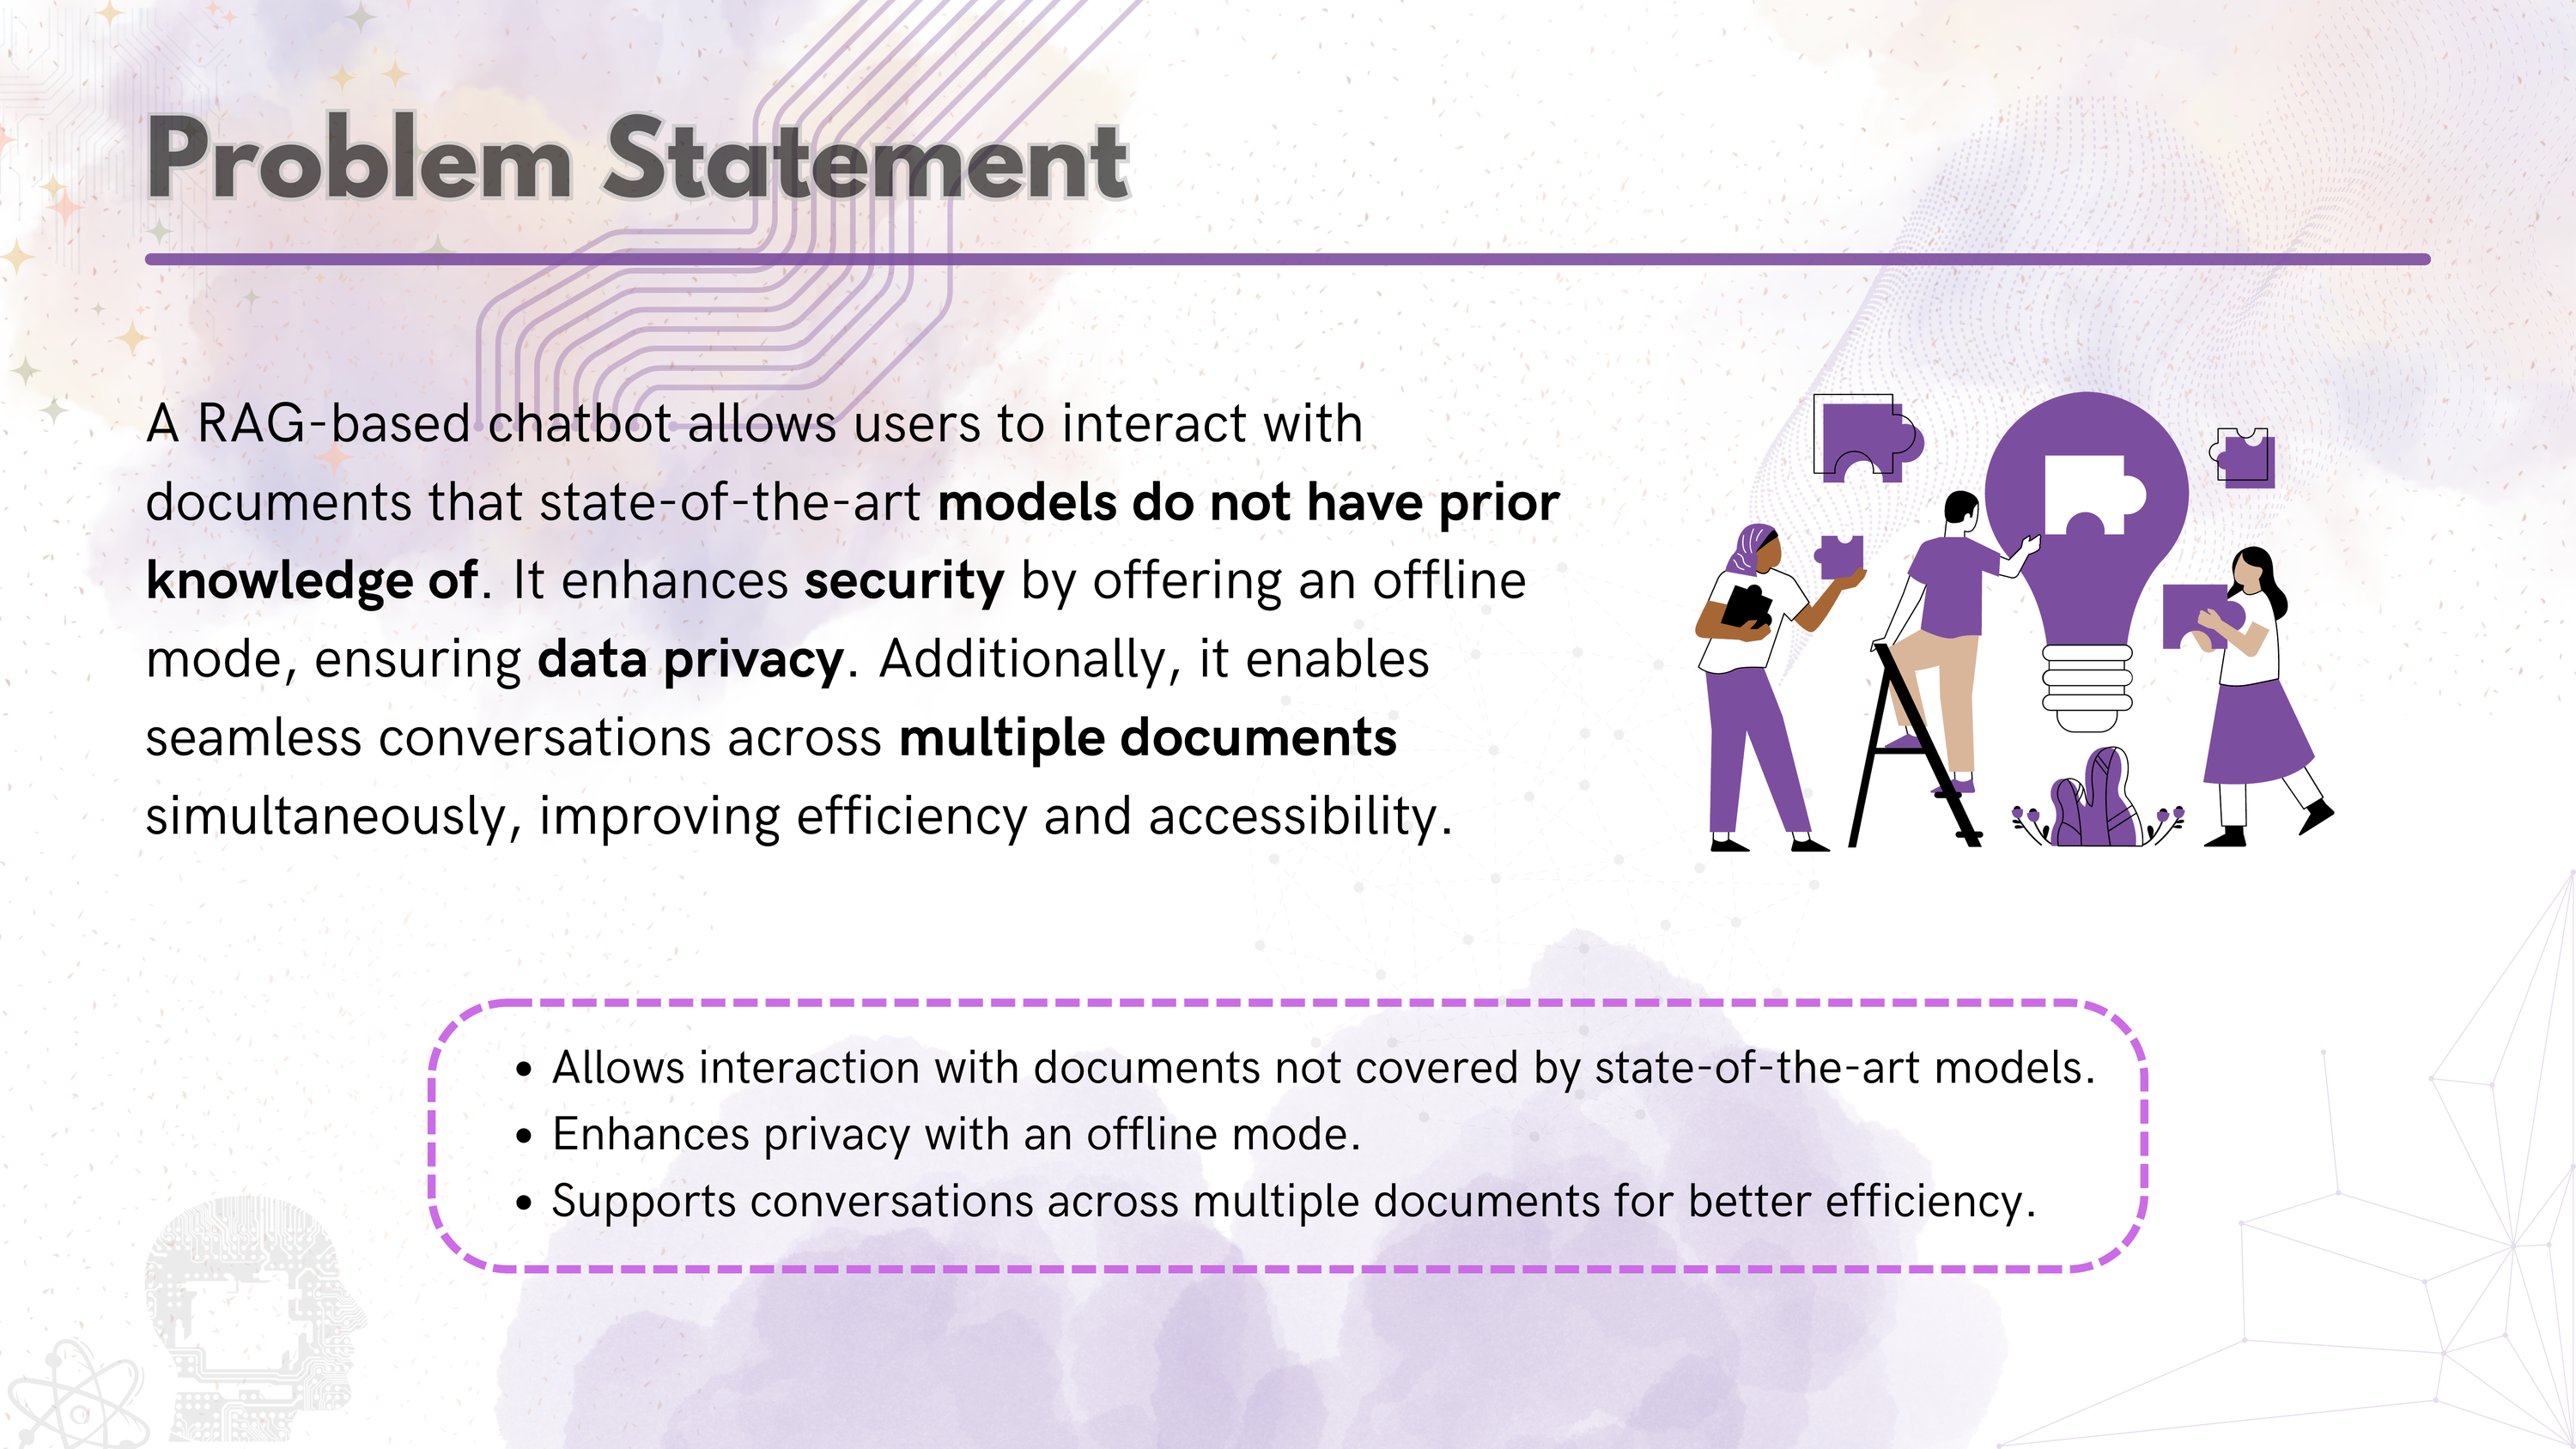 Problem Statement
A RAG-based chatbot allows users to interact with
documents that state-of-the-art models do not have prior
knowledge of. It enhances security by offering an offline
mode, ensuring data privacy. Additionally, it enables
seamless conversations across multiple documents
simultaneously, improving efficiency and accessibility.
• Allows interaction with documents not covered by state-of-the-art models.
• Enhances privacy with an offline mode.
• Supports conversations across multiple documents for better efficiency.